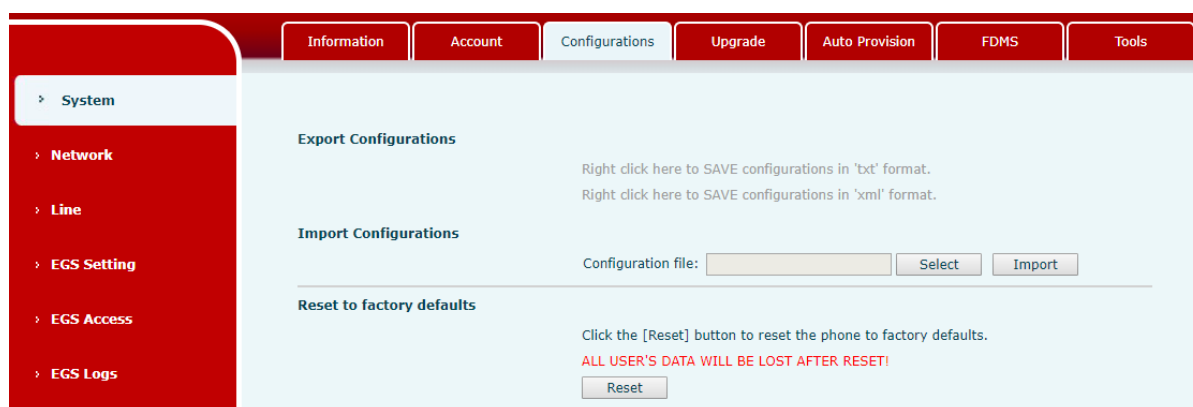 Information Account Configurations Upgrade Auto Provision FDMS Tools
› System
› Network
› Line
› EGS Setting
› EGS Access
› EGS Logs
Export Configurations
Right click here to SAVE configurations in 'txt' format.
Right click here to SAVE configurations in 'xml' format.
Import Configurations
Configuration file: Select Import
Reset to factory defaults
Click the [Reset] button to reset the phone to factory defaults.
ALL USER'S DATA WILL BE LOST AFTER RESET!
Reset